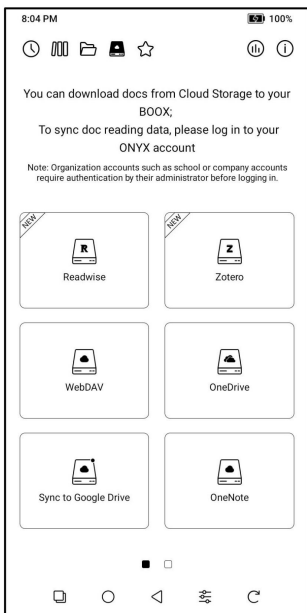 8:04 PM 100%
You can download docs from Cloud Storage to your
BOOX;
To sync doc reading data, please log in to your
ONYX account
Note: Organization accounts such as school or company accounts
require authentication by their administrator before logging in.
NEW NEW
R Z
Readwise Zotero
WebDAV OneDrive
Sync to Google Drive OneNote